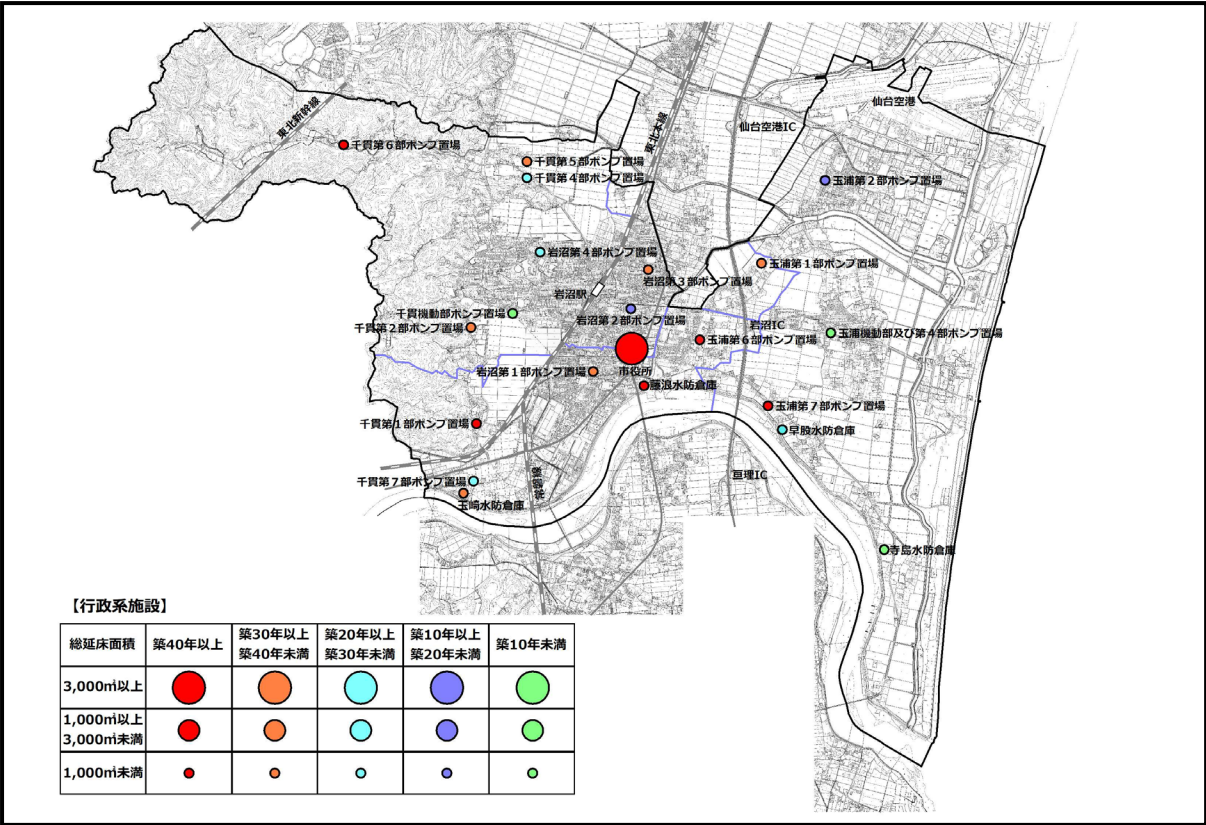 仙台空港
東北新幹線
仙台空港IC
東北本線
千貫第６部ポンプ置場
千貫第５部ポンプ置場
千貫第４部ポンプ置場
玉浦第２部ポンプ置場
岩沼第４部ポンプ置場
玉浦第１部ポンプ置場
岩沼第３部ポンプ置場
岩沼駅
千貫機動部ポンプ置場
岩沼第２部ポンプ置場
岩沼IC
千貫第２部ポンプ置場
玉浦機動部及び第４部ポンプ置場
玉浦第６部ポンプ置場
岩沼第１部ポンプ置場
市役所
藤浪水防倉庫
玉浦第７部ポンプ置場
千貫第１部ポンプ置場
早股水防倉庫
亘理IC
常磐線
千貫第７部ポンプ置場
玉崎水防倉庫
寺島水防倉庫
【行政系施設】
総延床面積 築40年以上 築30年以上 築40年未満 築20年以上 築30年未満 築10年以上 築20年未満 築10年未満
3,000㎡以上
1,000㎡以上
3,000㎡未満
1,000㎡未満